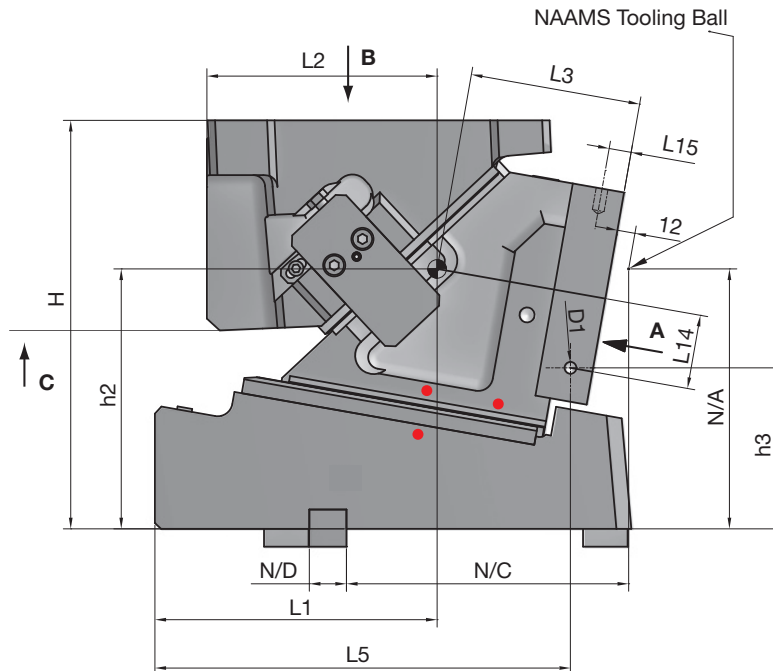 NAAMS Tooling Ball
L2
B
L3
L15
12
H
h2
C
D1
A
L14
N/A
h3
N/D
N/C
L1
L5